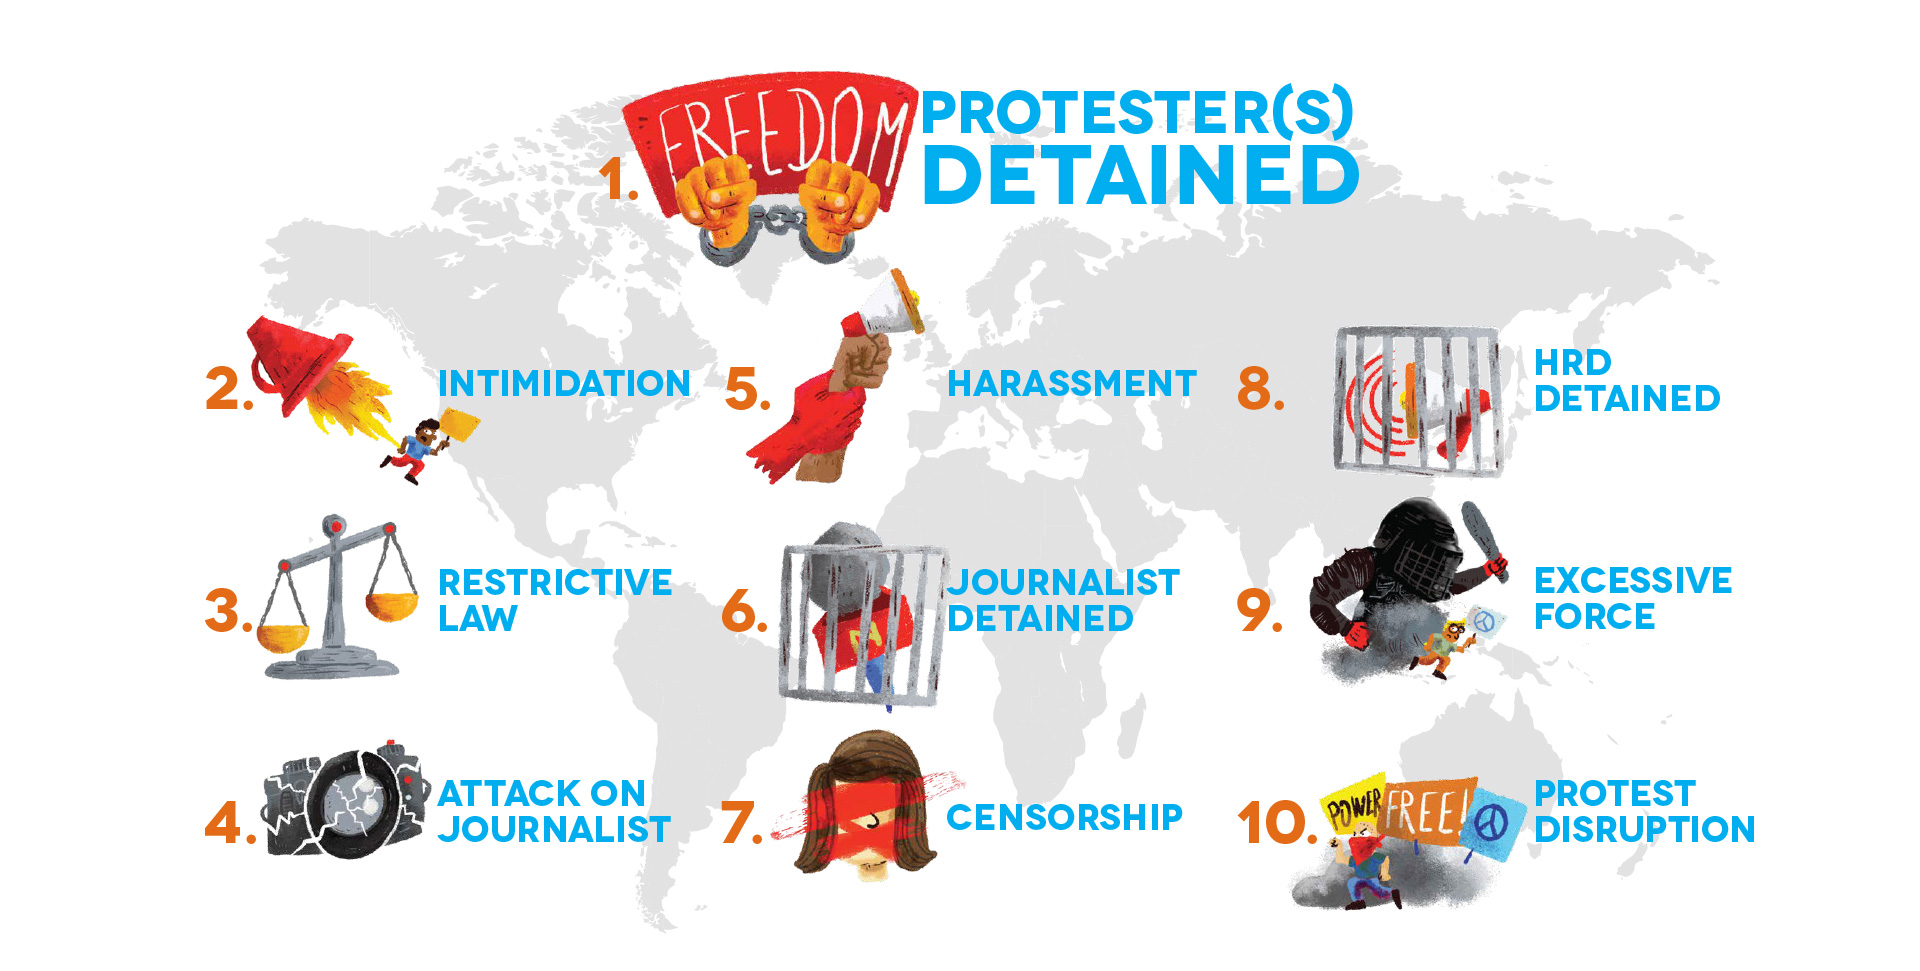 FREEDOM
1.
PROTESTER(S)
DETAINED
2.
INTIMIDATION
3.
RESTRICTIVE
LAW
4.
ATTACK ON
JOURNALIST
5.
HARASSMENT
6.
JOURNALIST
DETAINED
7.
CENSORSHIP
8.
HRD
DETAINED
9.
EXCESSIVE
FORCE
10.
POWER
FREE!
PROTEST
DISRUPTION